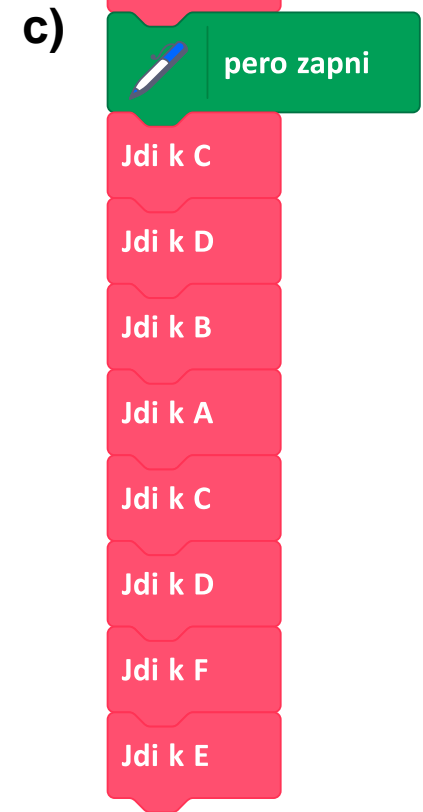 c)
pero zapni
Jdi k C
Jdi k D
Jdi k B
Jdi k A
Jdi k C
Jdi k D
Jdi k F
Jdi k E